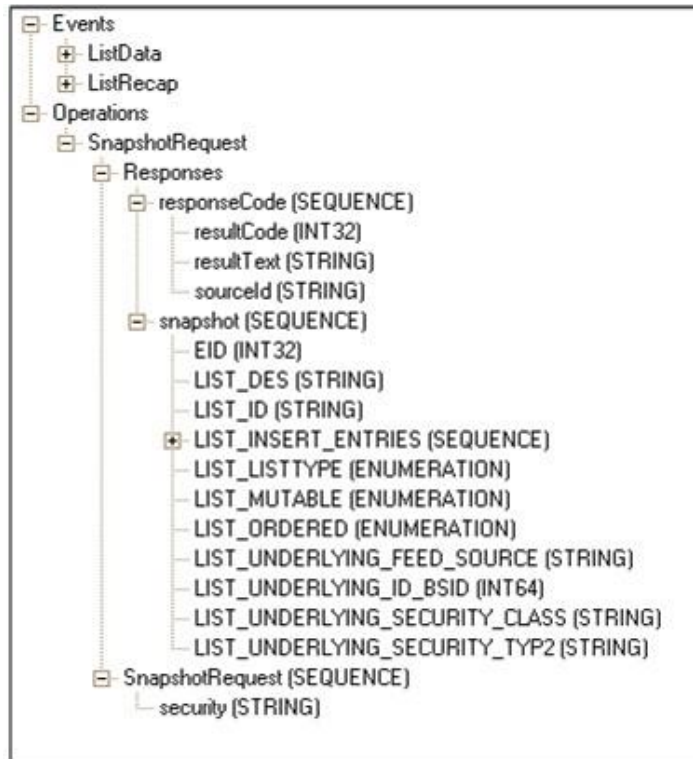 Events
ListData
ListRecap
Operations
SnapshotRequest
Responses
responseCode (SEQUENCE)
resultCode (INT32)
resultText (STRING)
sourceId (STRING)
snapshot (SEQUENCE)
EID (INT32)
LIST_DES (STRING)
LIST_ID (STRING)
LIST_INSERT_ENTRIES (SEQUENCE)
LIST_LISTTYPE (ENUMERATION)
LIST_MUTABLE (ENUMERATION)
LIST_ORDERED (ENUMERATION)
LIST_UNDERLYING_FEED_SOURCE (STRING)
LIST_UNDERLYING_ID_BSID (INT64)
LIST_UNDERLYING_SECURITY_CLASS (STRING)
LIST_UNDERLYING_SECURITY_TYP2 (STRING)
SnapshotRequest (SEQUENCE)
security (STRING)